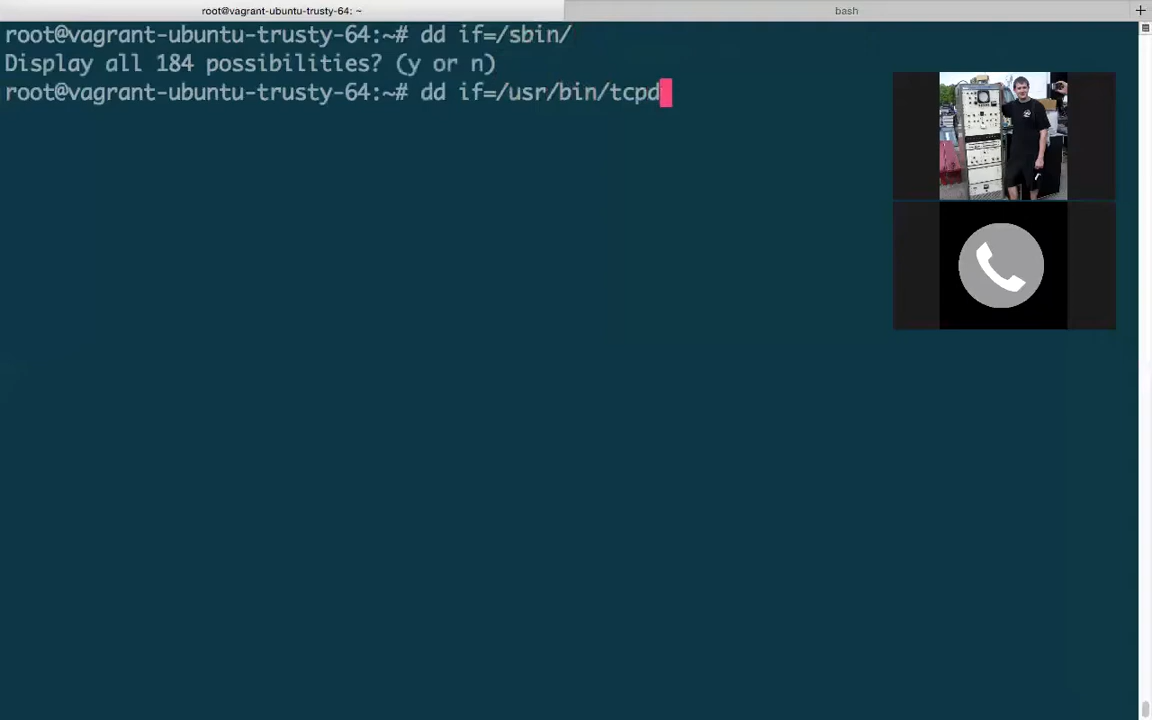 root@vagrant-ubuntu-trusty-64: ~
bash
+
root@vagrant-ubuntu-trusty-64:~# dd if=/sbin/
Display all 184 possibilities? (y or n)
root@vagrant-ubuntu-trusty-64:~# dd if=/usr/bin/tcpd